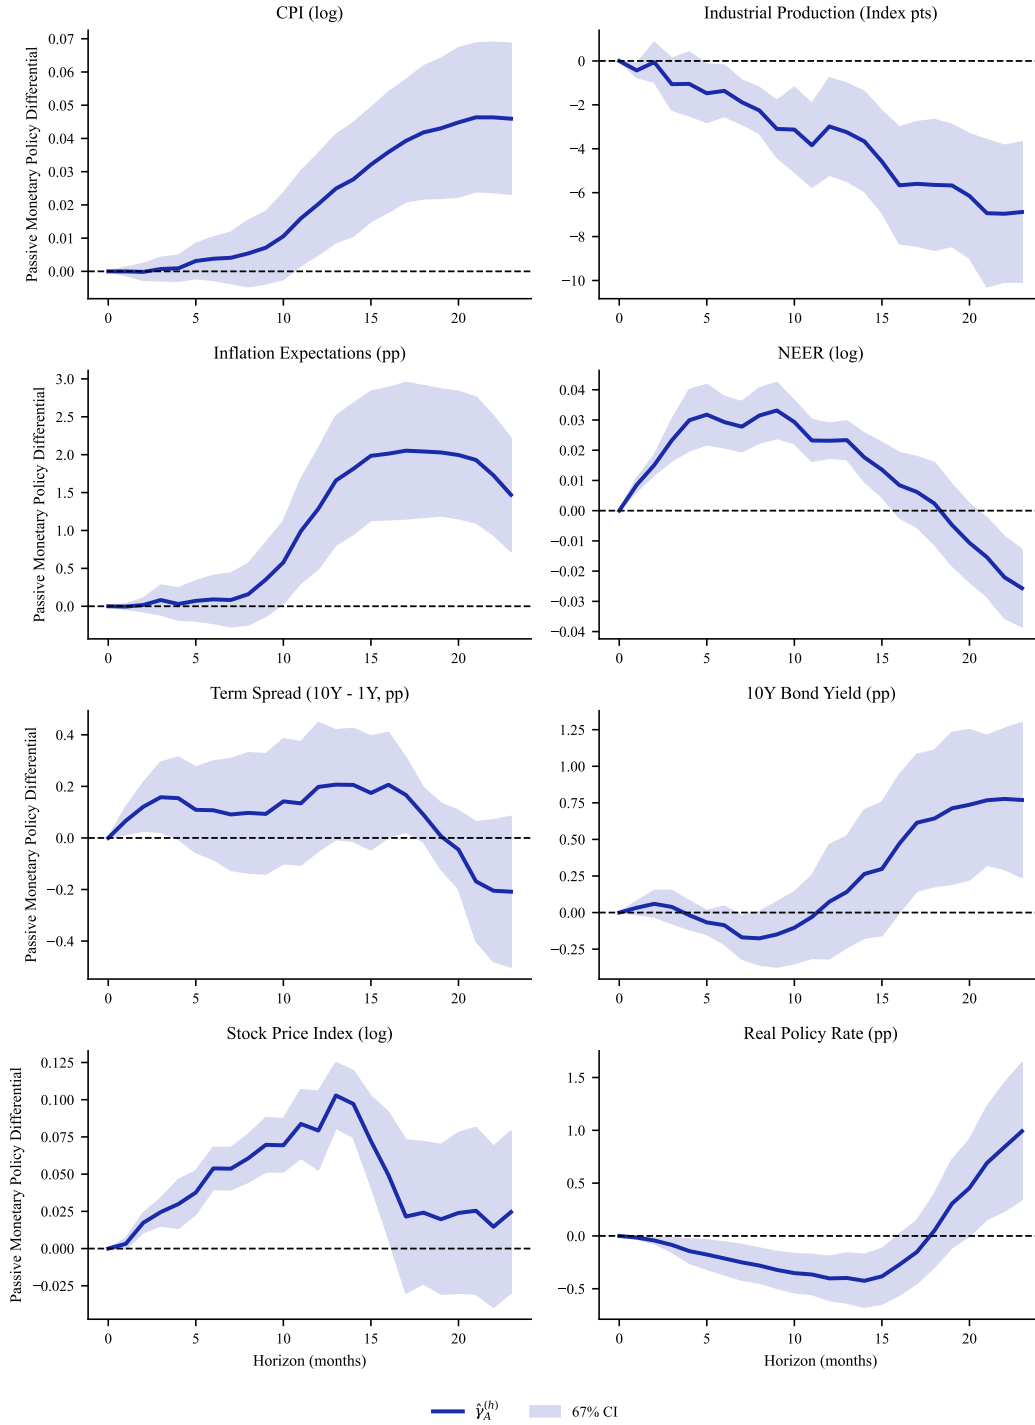 CPI (log)
Passive Monetary Policy Differential
0.07
0.06
0.05
0.04
0.03
0.02
0.01
0.00
0 5 10 15 20
Industrial Production (Index pts)
0
−2
−4
−6
−8
−10
0 5 10 15 20
Inflation Expectations (pp)
Passive Monetary Policy Differential
3.0
2.5
2.0
1.5
1.0
0.5
0.0
0 5 10 15 20
NEER (log)
0.04
0.03
0.02
0.01
0.00
−0.01
−0.02
−0.03
−0.04
0 5 10 15 20
Term Spread (10Y - 1Y, pp)
Passive Monetary Policy Differential
0.4
0.2
0.0
−0.2
−0.4
0 5 10 15 20
10Y Bond Yield (pp)
1.25
1.00
0.75
0.50
0.25
0.00
−0.25
0 5 10 15 20
Stock Price Index (log)
Passive Monetary Policy Differential
0.125
0.100
0.075
0.050
0.025
0.000
−0.025
0 5 10 15 20
Horizon (months)
Real Policy Rate (pp)
1.5
1.0
0.5
0.0
−0.5
0 5 10 15 20
Horizon (months)
γ̂_A^(h) 67% CI